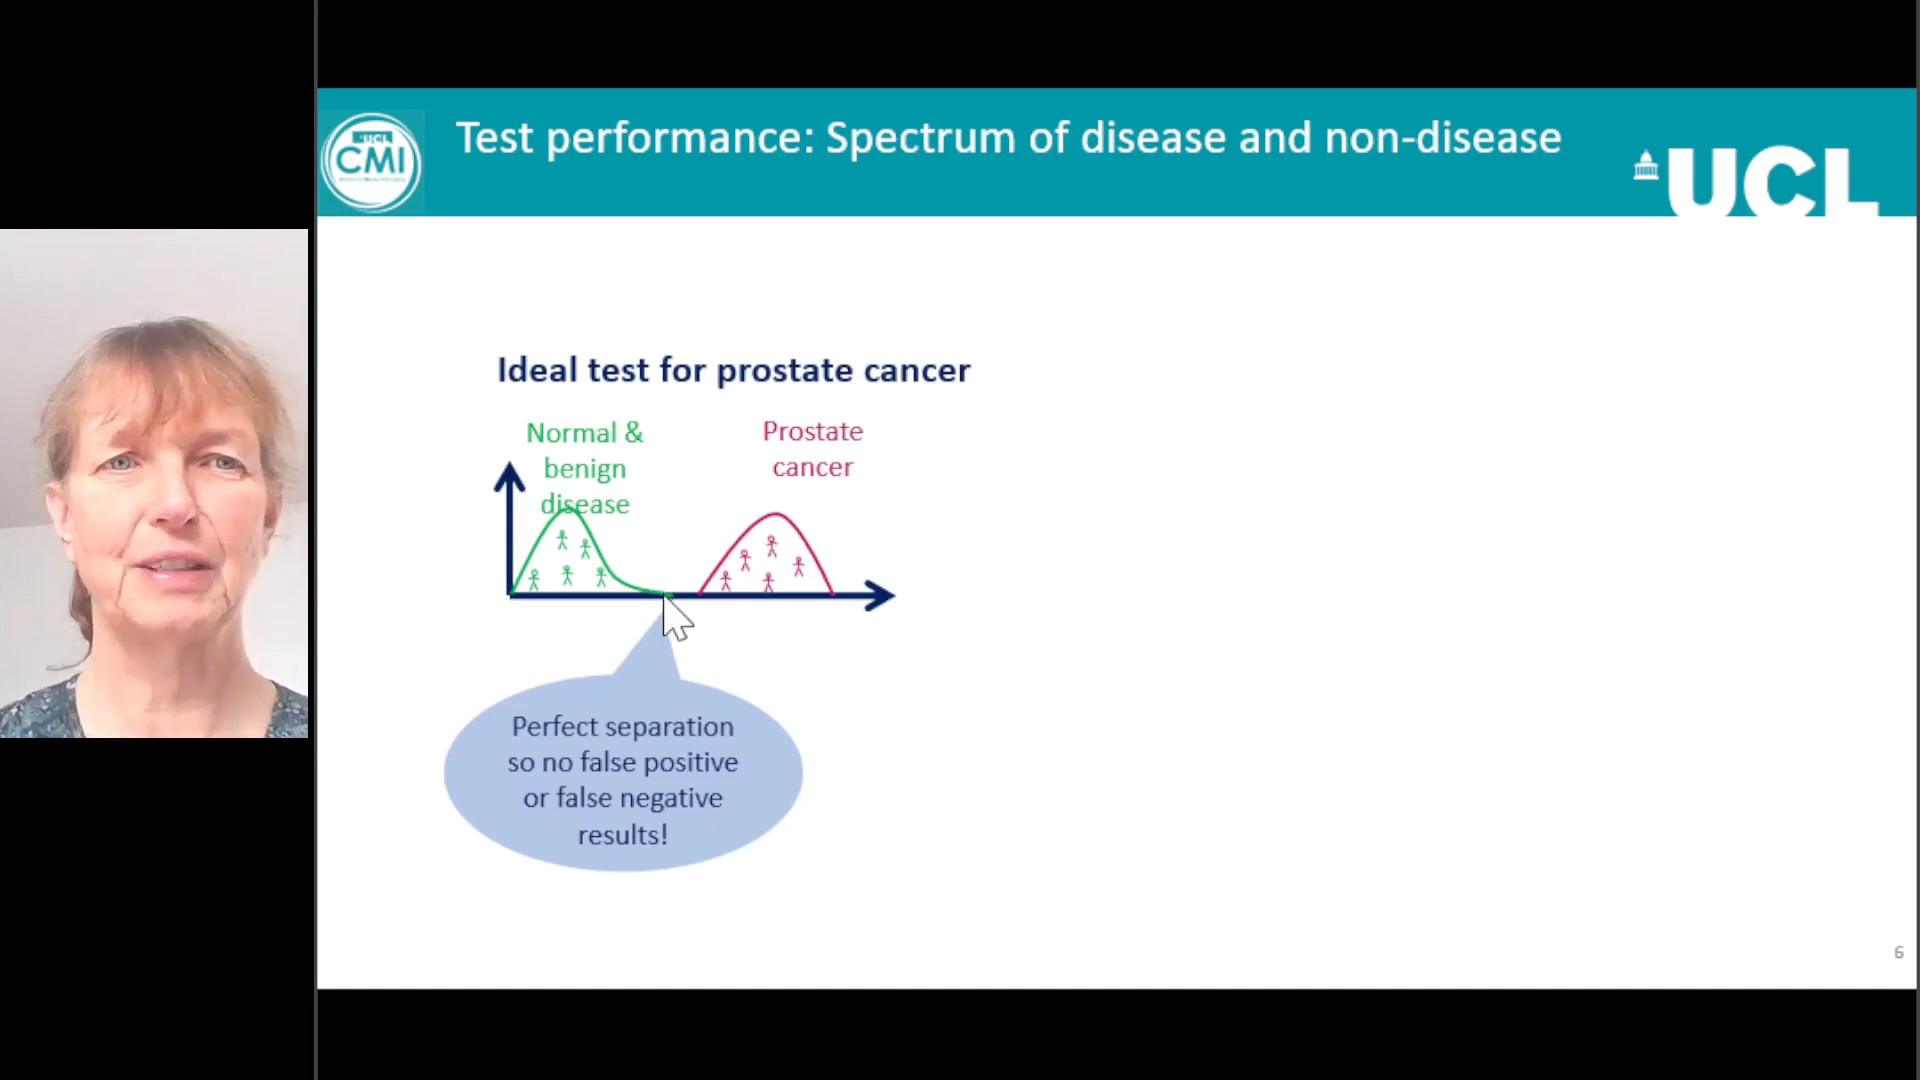 UCL
CMI
Test performance: Spectrum of disease and non-disease
UCL
Ideal test for prostate cancer
Normal &
benign
disease
Prostate
cancer
Perfect separation
so no false positive
or false negative
results!
6